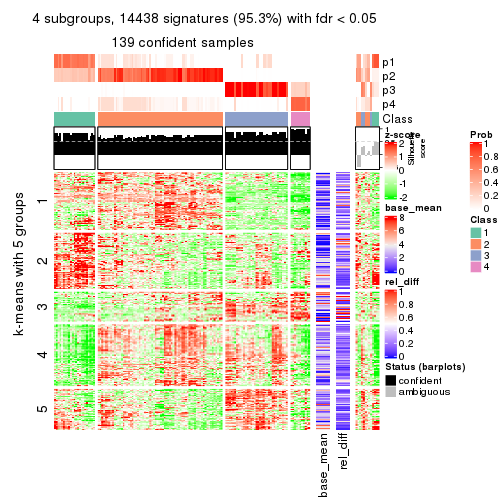 4 subgroups, 14438 signatures (95.3%) with fdr < 0.05
139 confident samples
p1
p2
p3
p4
Class
1
Silhouette
score
k-means with 5 groups
1
2
3
4
5
base_mean
rel_diff
z-score
2
1
0
-1
-2
base_mean
8
6
4
2
0
rel_diff
1
0.8
0.6
0.4
0.2
0
Status (barplots)
confident
ambiguous
Prob
1
0.8
0.6
0.4
0.2
0
Class
1
2
3
4